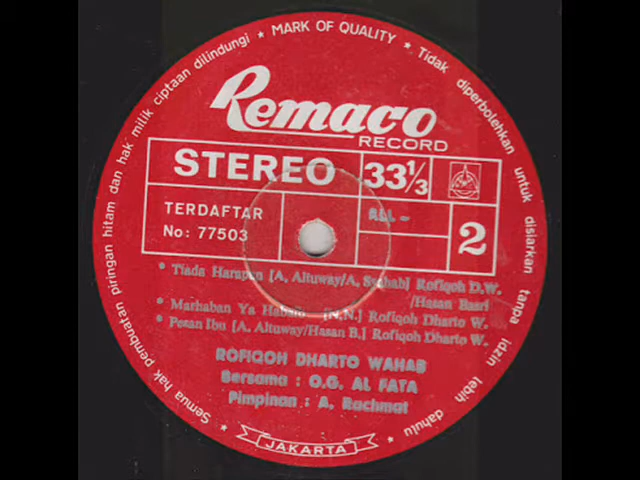 * Semua hak pembuatan piringan hitam dan hak milik ciptaan dilindungi * MARK OF QUALITY * Tidak diperbolehkan untuk disiarkan tanpa idzin lebih dahulu *
Remaco
RECORD
STEREO 33⅓
TERDAFTAR
No: 77503
ALL –
2
* Tiada Harapan [A. Altuway/A. Syahab] Rofiqoh D.W.
/Hasan Basri
* Marhaban Ya [N.N.] Rofiqoh Dharto W.
* Pesan Ibu [A. Altuway/Hasan B.] Rofiqoh Dharto W.
ROFIQOH DHARTO WAHAB
Bersama : O.G. AL FATA
Pimpinan : A. Rachmat
JAKARTA